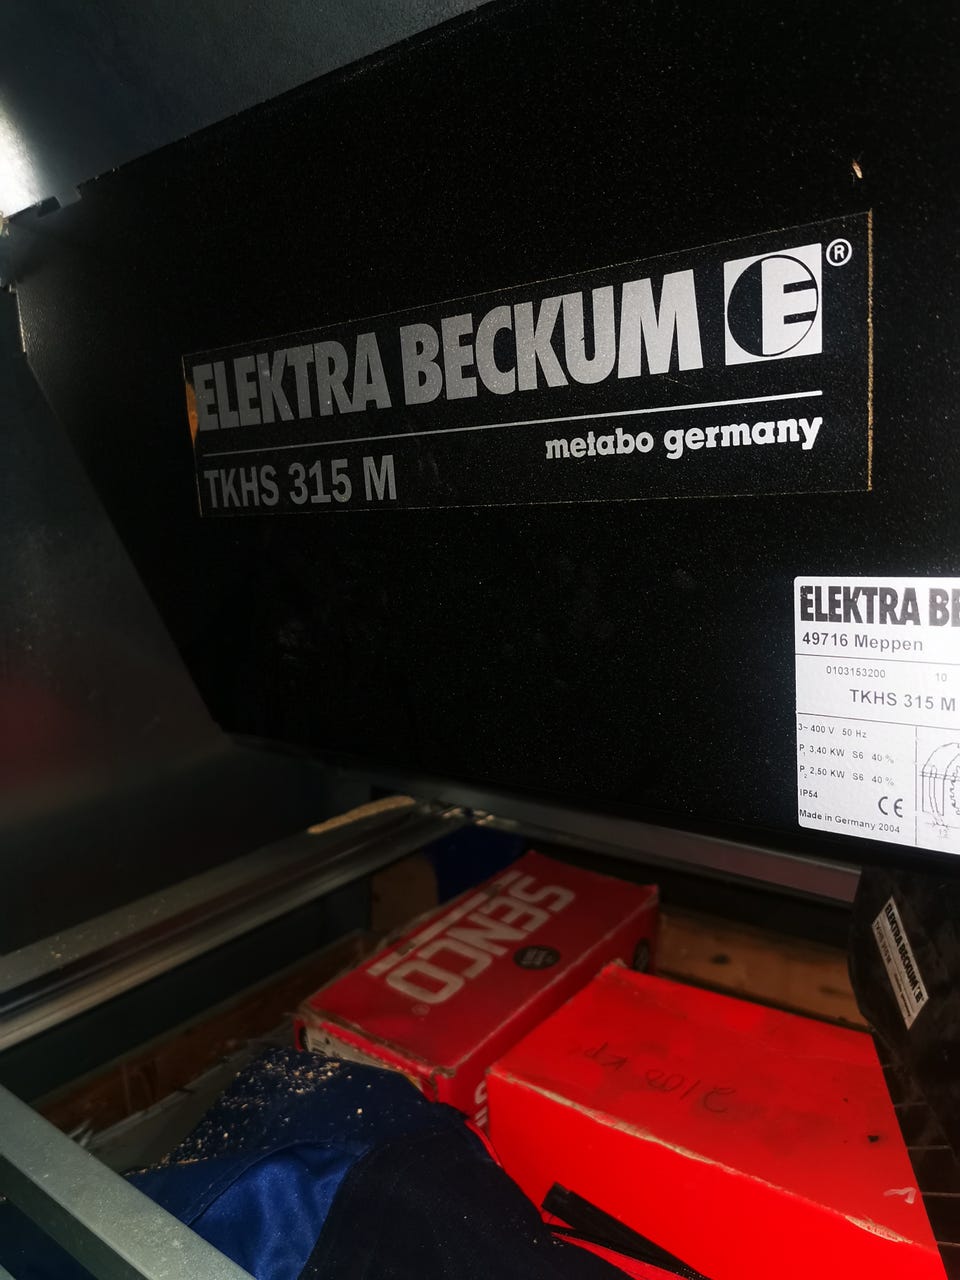 ELEKTRA BECKUM E ®
metabo germany
TKHS 315 M
ELEKTRA BE
49716 Meppen
0103153200 10
TKHS 315 M
3~ 400 V 50 Hz
P1 3,40 KW S6 40 %
P2 2,50 KW S6 40 %
IP54
CE
Made in Germany 2004
ELEKTRA BECKUM
SENCO